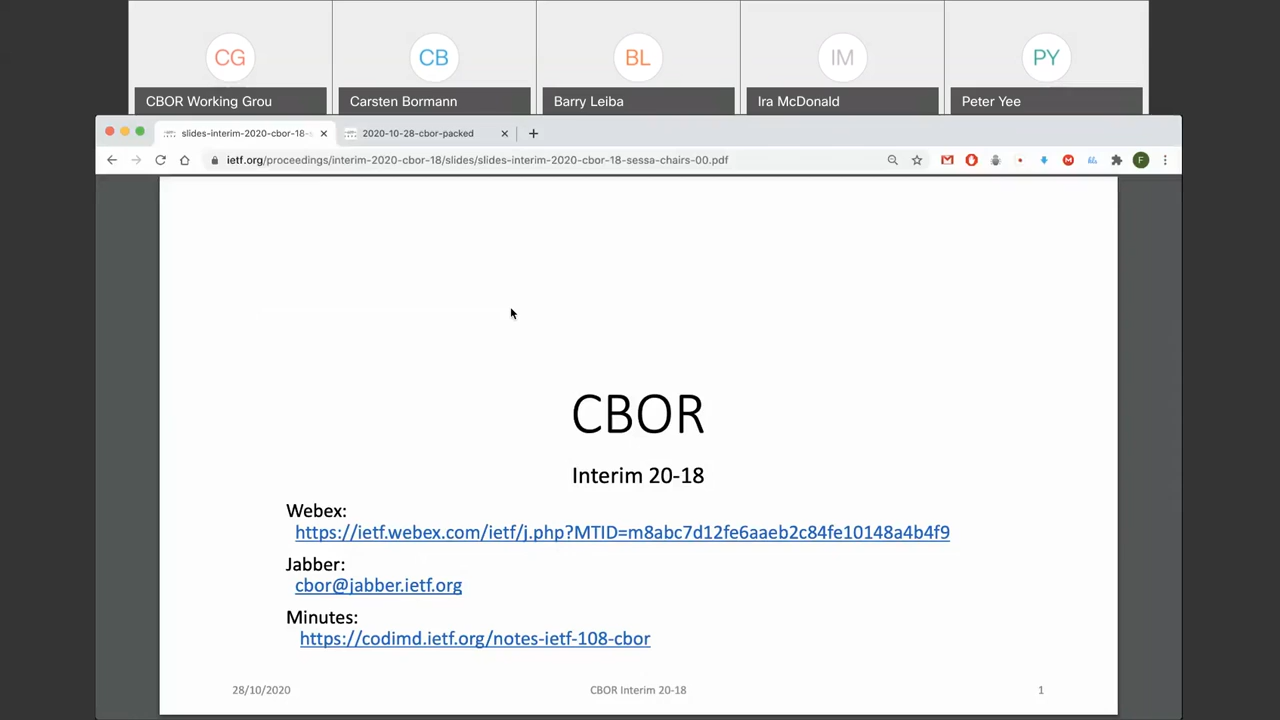 CG
CB
BL
IM
PY
CBOR Working Grou
Carsten Bormann
Barry Leiba
Ira McDonald
Peter Yee
slides-interim-2020-cbor-18-s
2020-10-28-cbor-packed
ietf.org/proceedings/interim-2020-cbor-18/slides/slides-interim-2020-cbor-18-sessa-chairs-00.pdf
F
CBOR
Interim 20-18
Webex:
https://ietf.webex.com/ietf/j.php?MTID=m8abc7d12fe6aaeb2c84fe10148a4b4f9
Jabber:
cbor@jabber.ietf.org
Minutes:
https://codimd.ietf.org/notes-ietf-108-cbor
28/10/2020
CBOR Interim 20-18
1